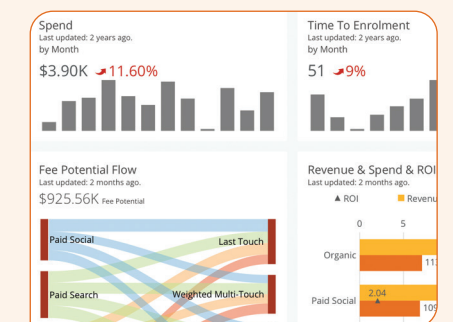 Spend
Last updated: 2 years ago.
by Month
$3.90K 11.60%
Time To Enrolment
Last updated: 2 years ago.
by Month
51 9%
Fee Potential Flow
Last updated: 2 months ago.
$925.56K Fee Potential
Paid Social
Last Touch
Paid Search
Weighted Multi-Touch
Revenue & Spend & ROI
Last updated: 2 months ago.
ROI Revenu
0 5
Organic
113
Paid Social 2.04
109